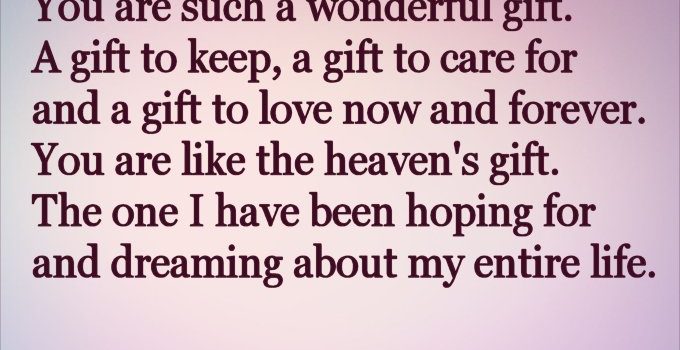 You are such a wonderful gift.
A gift to keep, a gift to care for
and a gift to love now and forever.
You are like the heaven's gift.
The one I have been hoping for
and dreaming about my entire life.